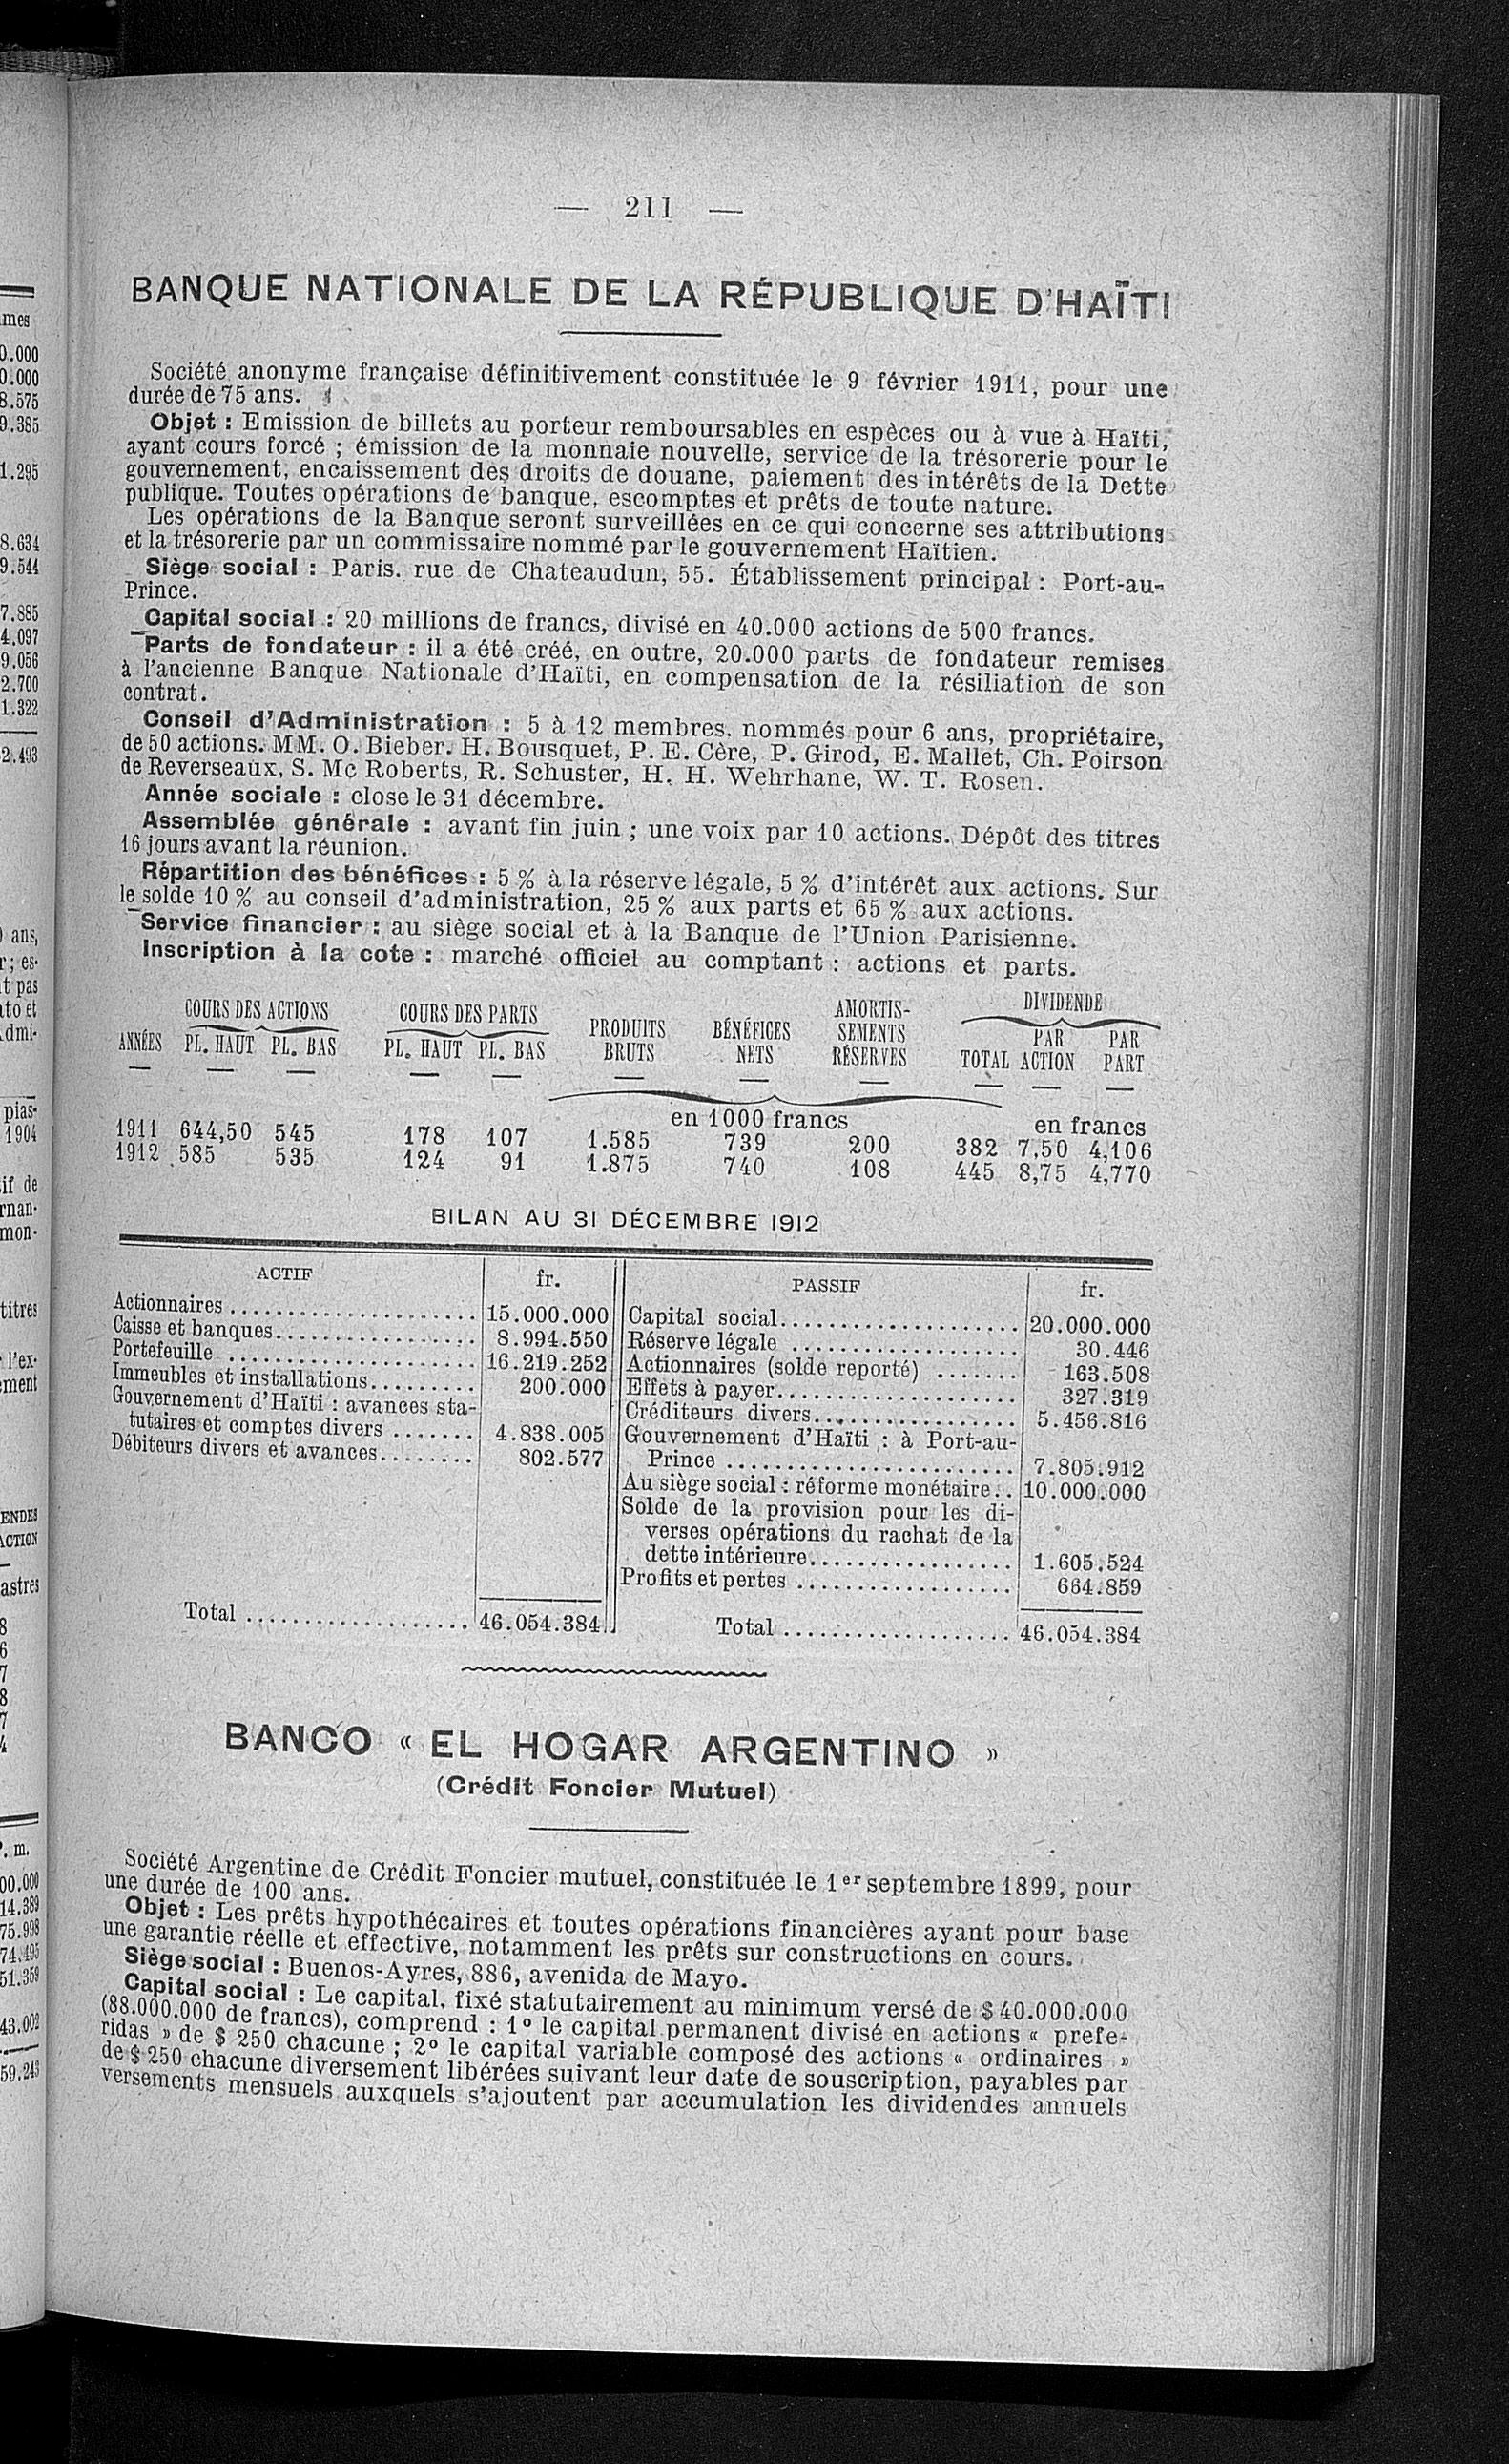 — 211 —
BANQUE NATIONALE DE LA RÉPUBLIQUE D'HAÏTI
Société anonyme française définitivement constituée le 9 février 1911, pour une
durée de 75 ans.
Objet : Emission de billets au porteur remboursables en espèces ou à vue à Haïti,
ayant cours forcé ; émission de la monnaie nouvelle, service de la trésorerie pour le
gouvernement, encaissement des droits de douane, paiement des intérêts de la Dette
publique. Toutes opérations de banque, escomptes et prêts de toute nature.
Les opérations de la Banque seront surveillées en ce qui concerne ses attributions
et la trésorerie par un commissaire nommé par le gouvernement Haïtien.
Siège social : Paris. rue de Chateaudun, 55. Établissement principal : Port-au-
Prince.
Capital social : 20 millions de francs, divisé en 40.000 actions de 500 francs.
Parts de fondateur : il a été créé, en outre, 20.000 parts de fondateur remises
à l'ancienne Banque Nationale d'Haïti, en compensation de la résiliation de son
contrat.
Conseil d'Administration : 5 à 12 membres. nommés pour 6 ans, propriétaire,
de 50 actions. MM. O. Bieber. H. Bousquet, P. E. Cère, P. Girod, E. Mallet, Ch. Poirson
de Reverseaux, S. Mc Roberts, R. Schuster, H. H. Wehrhane, W. T. Rosen.
Année sociale : close le 31 décembre.
Assemblée générale : avant fin juin ; une voix par 10 actions. Dépôt des titres
16 jours avant la réunion.
Répartition des bénéfices : 5 % à la réserve légale, 5 % d'intérêt aux actions. Sur
le solde 10 % au conseil d'administration, 25 % aux parts et 65 % aux actions.
Service financier : au siège social et à la Banque de l'Union Parisienne.
Inscription à la cote : marché officiel au comptant : actions et parts.
COURS DES ACTIONS COURS DES PARTS AMORTIS- DIVIDENDE
PRODUITS BÉNÉFICES SEMENTS PAR PAR
ANNÉES PL. HAUT PL. BAS PL. HAUT PL. BAS BRUTS NETS RÉSERVES TOTAL ACTION PART
en 1000 francs en francs
1911 644,50 545 178 107 1.585 739 200 382 7,50 4,106
1912 585 535 124 91 1.875 740 108 445 8,75 4,770
BILAN AU 31 DÉCEMBRE 1912
ACTIF fr. PASSIF fr.
Actionnaires ..................... 15.000.000 Capital social.................... 20.000.000
Caisse et banques................. 8.994.550 Réserve légale ................... 30.446
Portefeuille ..................... 16.219.252 Actionnaires (solde reporté) ....... 163.508
Immeubles et installations......... 200.000 Effets à payer.................... 327.319
Gouvernement d'Haïti : avances sta- Créditeurs divers................. 5.456.816
tutaires et comptes divers ....... 4.838.005 Gouvernement d'Haïti : à Port-au-
Débiteurs divers et avances........ 802.577 Prince ........................ 7.805.912
Au siège social : réforme monétaire.. 10.000.000
Solde de la provision pour les di-
verses opérations du rachat de la
dette intérieure................. 1.605.524
Profits et pertes .................. 664.859
Total ................... 46.054.384 Total ................... 46.054.384
BANCO « EL HOGAR ARGENTINO »
(Crédit Foncier Mutuel)
Société Argentine de Crédit Foncier mutuel, constituée le 1er septembre 1899, pour
une durée de 100 ans.
Objet : Les prêts hypothécaires et toutes opérations financières ayant pour base
une garantie réelle et effective, notamment les prêts sur constructions en cours.
Siège social : Buenos-Ayres, 886, avenida de Mayo.
Capital social : Le capital, fixé statutairement au minimum versé de $ 40.000.000
(88.000.000 de francs), comprend : 1º le capital permanent divisé en actions « prefe-
ridas » de $ 250 chacune ; 2º le capital variable composé des actions « ordinaires »
de $ 250 chacune diversement libérées suivant leur date de souscription, payables par
versements mensuels auxquels s'ajoutent par accumulation les dividendes annuels